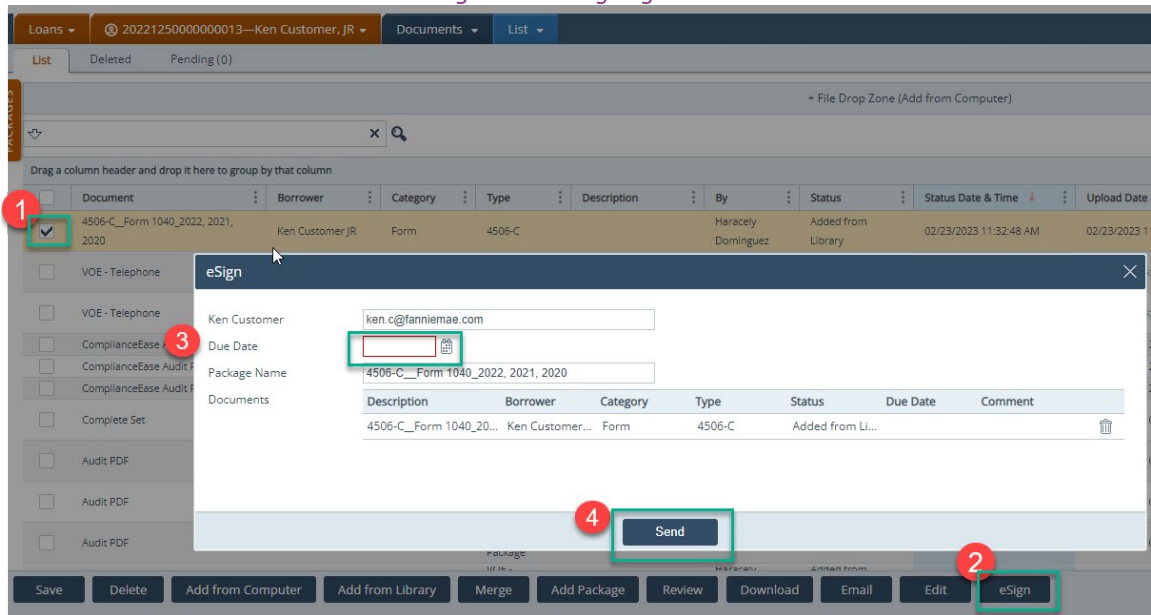 Loans 20221250000000013—Ken Customer, JR Documents List
List Deleted Pending (0)
PACKAGES
+ File Drop Zone (Add from Computer)
Drag a column header and drop it here to group by that column
Document Borrower Category Type Description By Status Status Date & Time Upload Date
1
4506-C__Form 1040_2022, 2021, 2020 Ken Customer JR Form 4506-C Haracely Dominguez Added from Library 02/23/2023 11:32:48 AM 02/23/2023
VOE - Telephone
eSign
VOE - Telephone
Ken Customer ken.c@fanniemae.com
ComplianceEase
3
Due Date
ComplianceEase Audit
Package Name 4506-C__Form 1040_2022, 2021, 2020
ComplianceEase Audit
Documents
Description Borrower Category Type Status Due Date Comment
Complete Set
4506-C__Form 1040_20... Ken Customer... Form 4506-C Added from Li...
Audit PDF
Audit PDF
4
Send
Audit PDF
Package
2
Haracely Added from
Save Delete Add from Computer Add from Library Merge Add Package Review Download Email Edit eSign